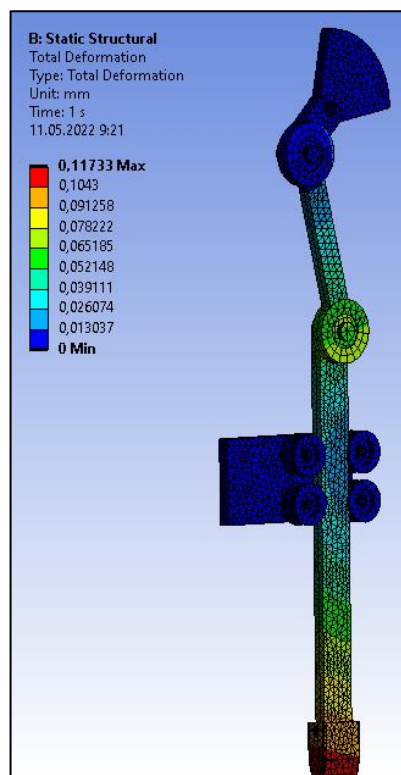 B: Static Structural
Total Deformation
Type: Total Deformation
Unit: mm
Time: 1 s
11.05.2022 9:21
0,11733 Max
0,1043
0,091258
0,078222
0,065185
0,052148
0,039111
0,026074
0,013037
0 Min